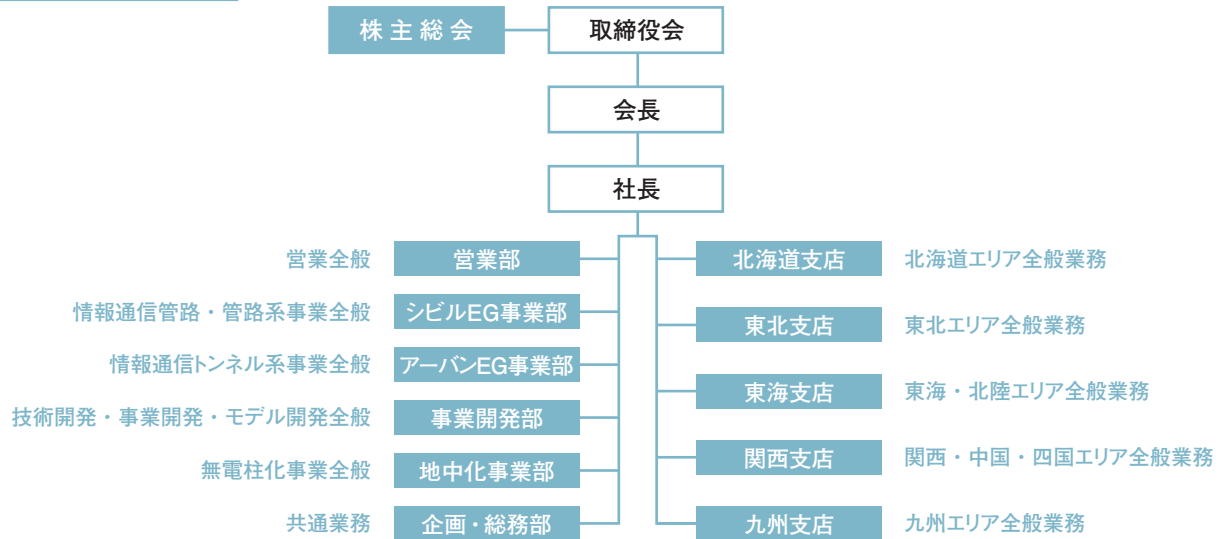 株主総会
取締役会
会長
社長
営業全般
営業部
情報通信管路・管路系事業全般
シビルEG事業部
情報通信トンネル系事業全般
アーバンEG事業部
技術開発・事業開発・モデル開発全般
事業開発部
無電柱化事業全般
地中化事業部
共通業務
企画・総務部
北海道支店
北海道エリア全般業務
東北支店
東北エリア全般業務
東海支店
東海・北陸エリア全般業務
関西支店
関西・中国・四国エリア全般業務
九州支店
九州エリア全般業務